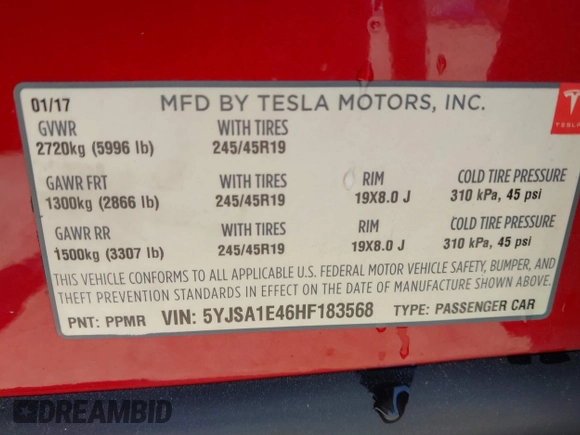 01/17 MFD BY TESLA MOTORS, INC.
TESLA
GVWR WITH TIRES
2720kg (5996 lb) 245/45R19
GAWR FRT WITH TIRES RIM COLD TIRE PRESSURE
1300kg (2866 lb) 245/45R19 19X8.0 J 310 kPa, 45 psi
GAWR RR WITH TIRES RIM COLD TIRE PRESSURE
1500kg (3307 lb) 245/45R19 19X8.0 J 310 kPa, 45 psi
THIS VEHICLE CONFORMS TO ALL APPLICABLE U.S. FEDERAL MOTOR VEHICLE SAFETY, BUMPER, AND
THEFT PREVENTION STANDARDS IN EFFECT ON THE DATE OF MANUFACTURE SHOWN ABOVE.
PNT: PPMR VIN: 5YJSA1E46HF183568 TYPE: PASSENGER CAR
DREAMBID